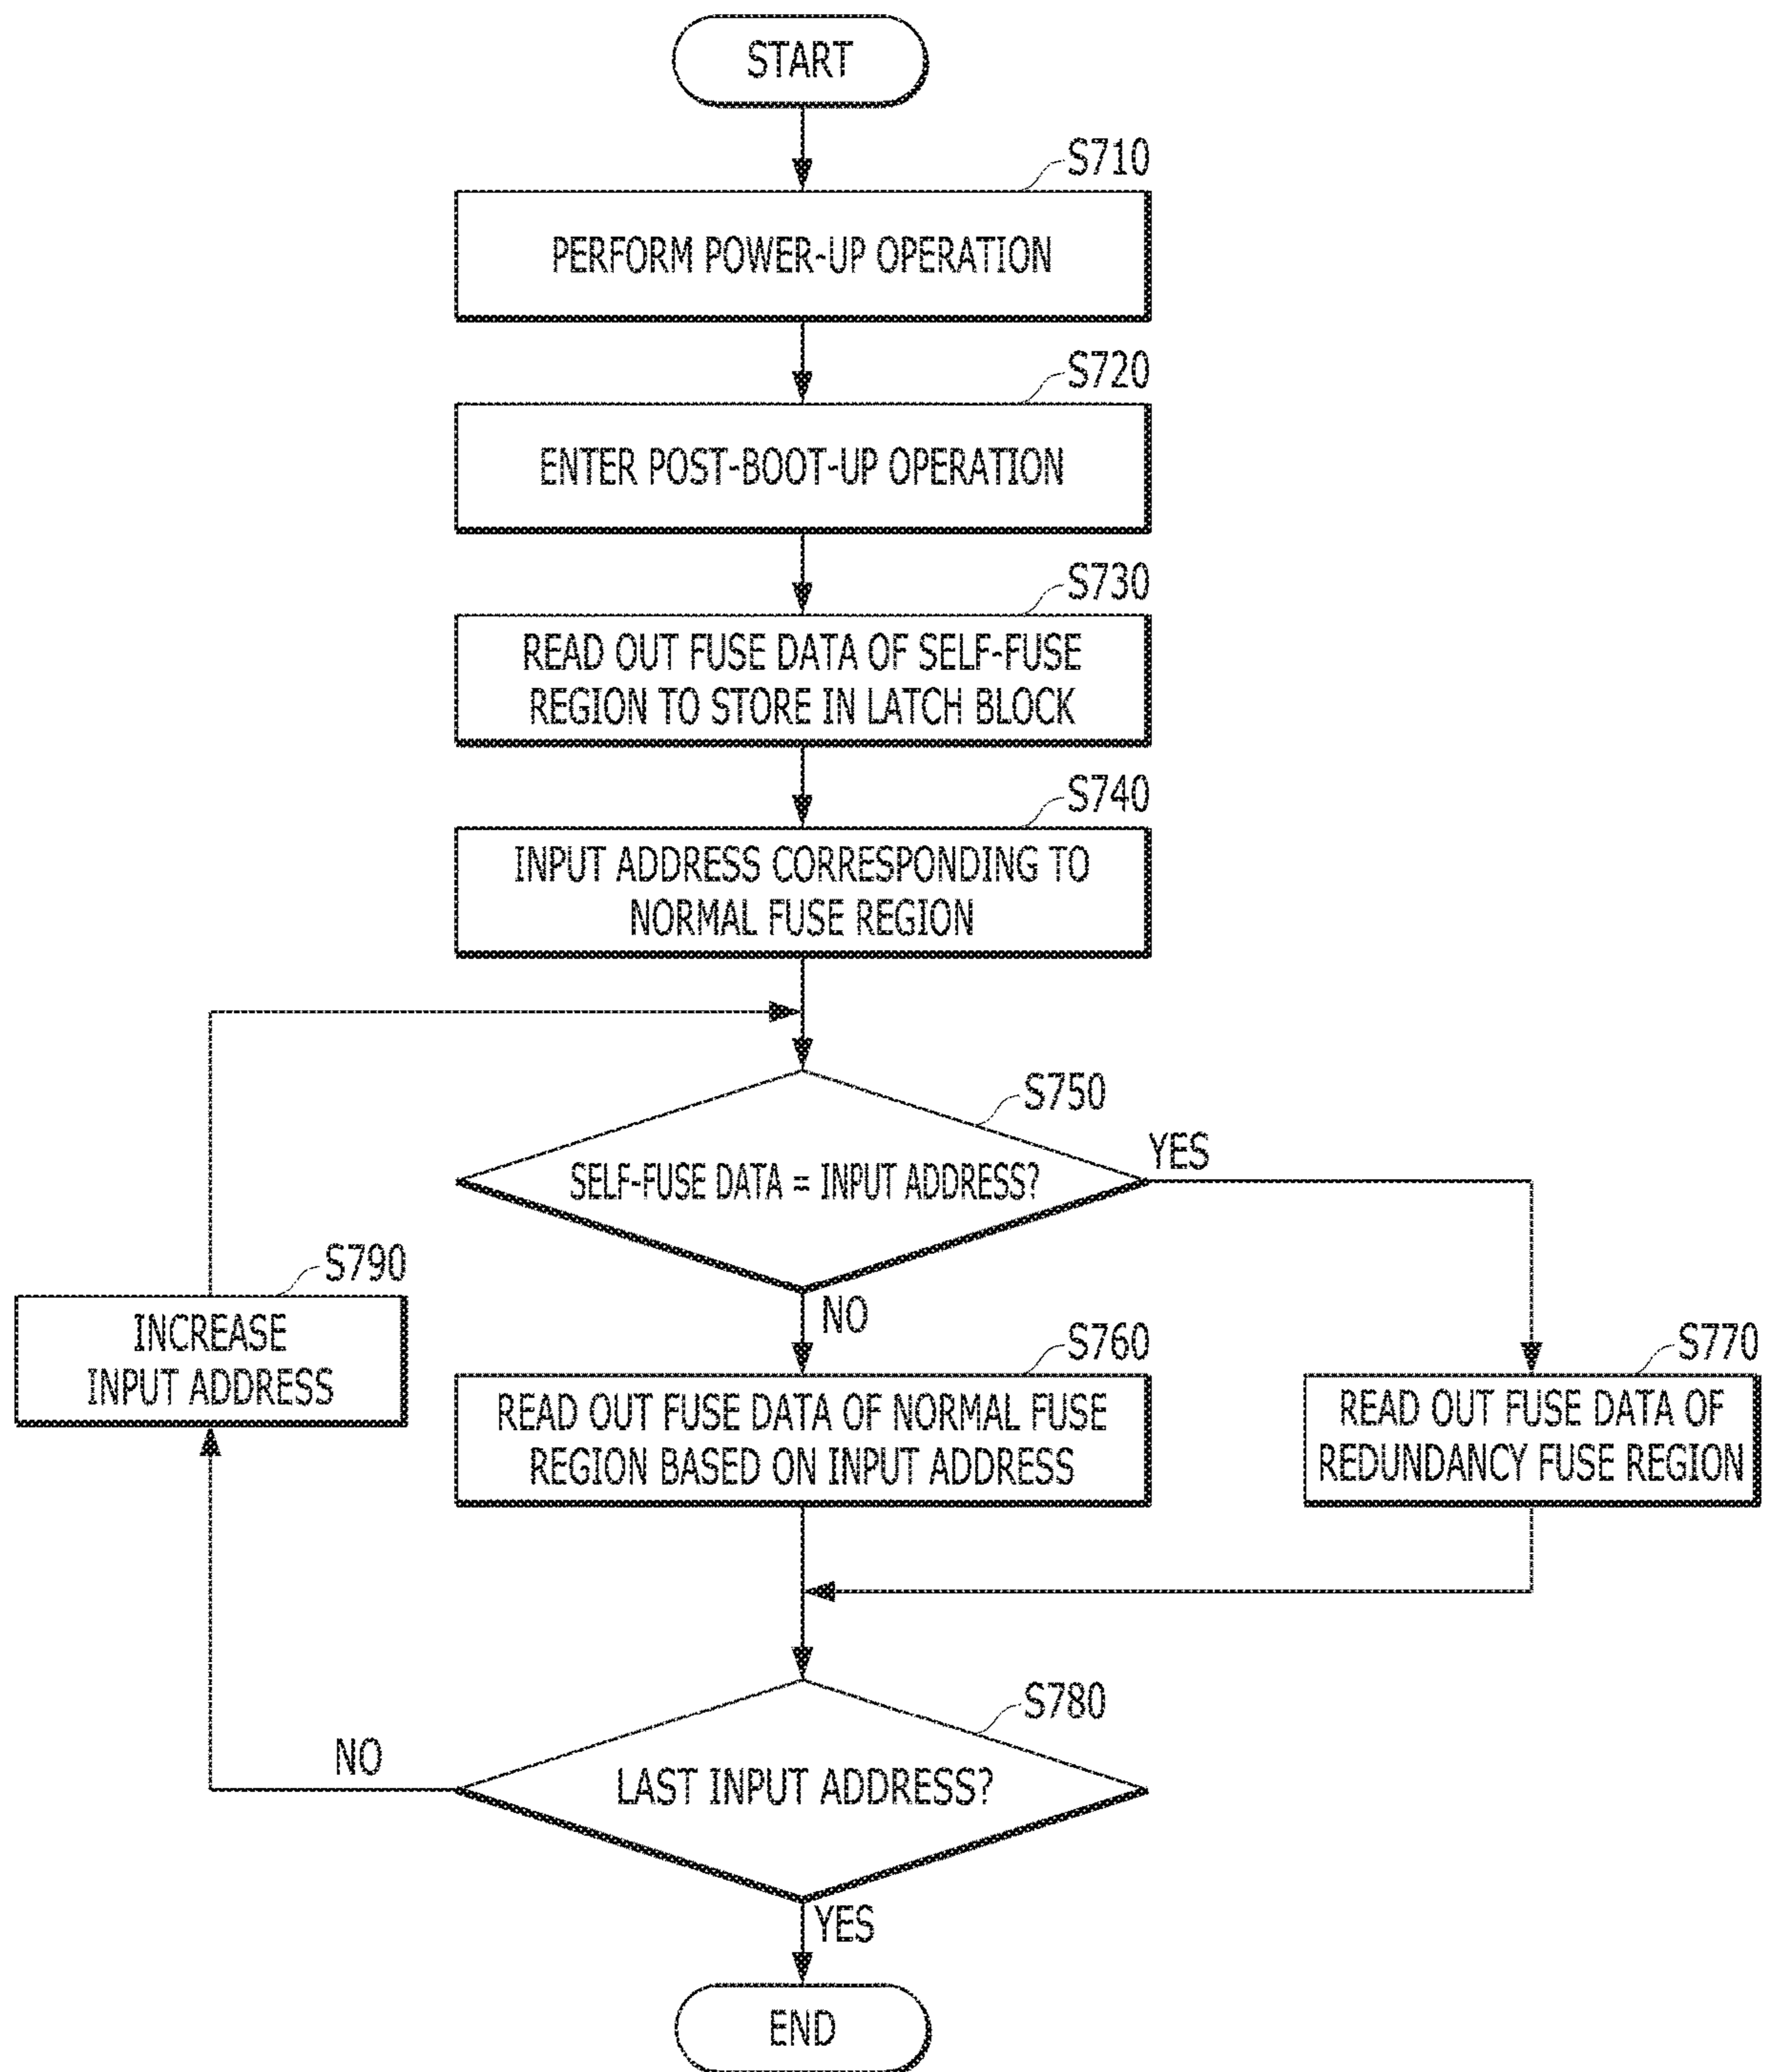 START
S710
PERFORM POWER-UP OPERATION
S720
ENTER POST-BOOT-UP OPERATION
S730
READ OUT FUSE DATA OF SELF-FUSE
REGION TO STORE IN LATCH BLOCK
S740
INPUT ADDRESS CORRESPONDING TO
NORMAL FUSE REGION
S750
SELF-FUSE DATA = INPUT ADDRESS?
YES
NO
S790
INCREASE
INPUT ADDRESS
S760
READ OUT FUSE DATA OF NORMAL FUSE
REGION BASED ON INPUT ADDRESS
S770
READ OUT FUSE DATA OF
REDUNDANCY FUSE REGION
S780
LAST INPUT ADDRESS?
NO
YES
END